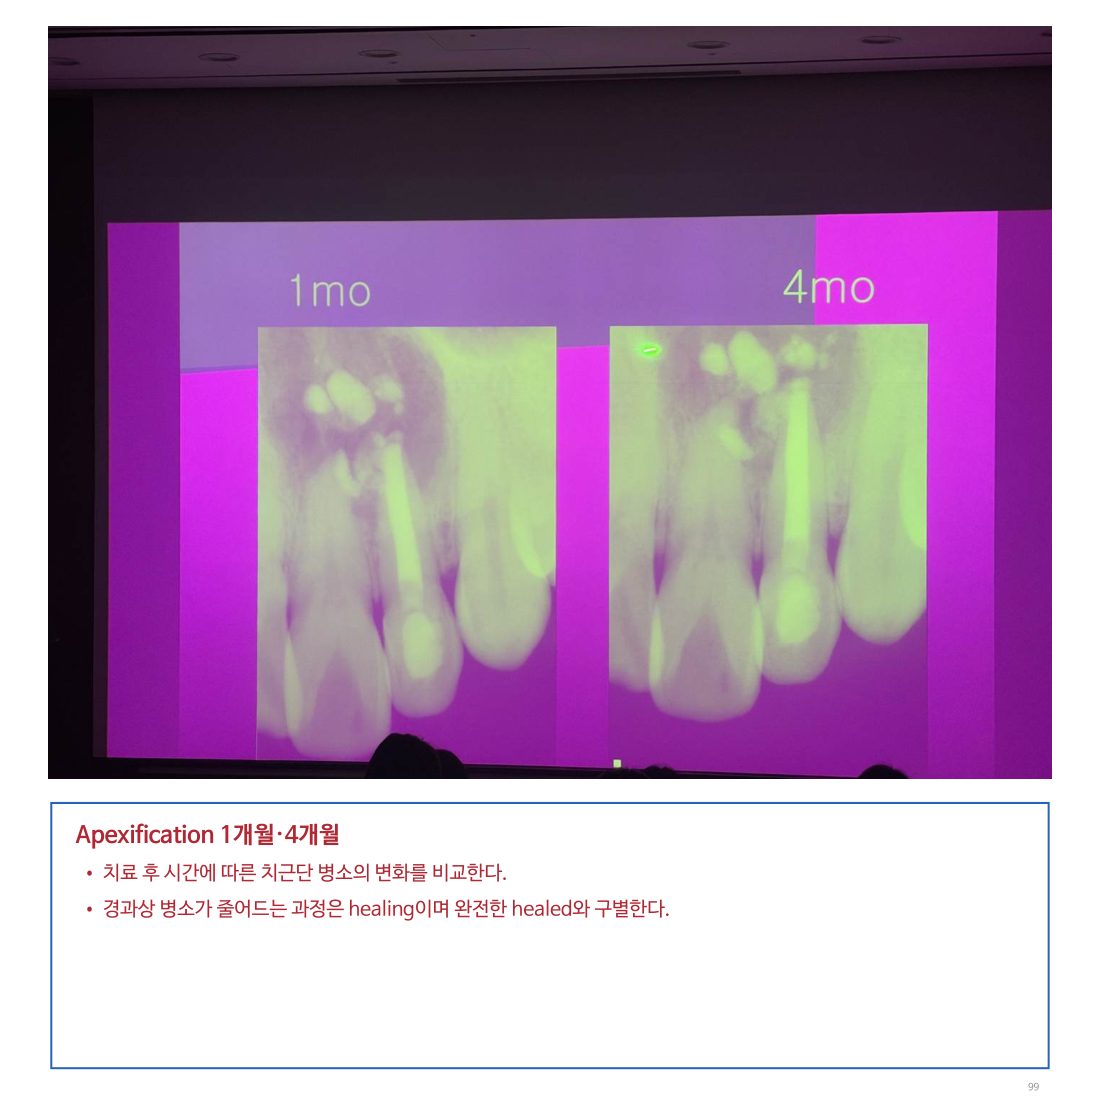 1mo
4mo
Apexification 1개월·4개월
• 치료 후 시간에 따른 치근단 병소의 변화를 비교한다.
• 경과상 병소가 줄어드는 과정은 healing이며 완전한 healed와 구별한다.
99